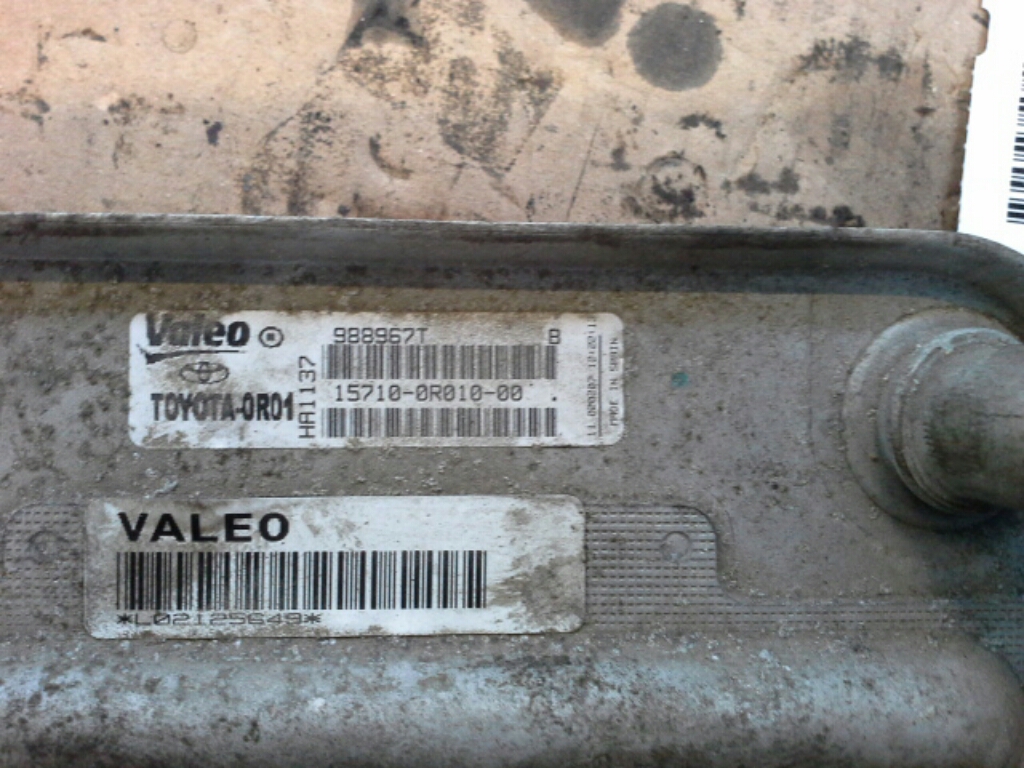 Valeo
988967T B
HA1137
15710-0R010-00 .
TOYOTA-0R01
MADE IN SPAIN
VALEO
*L02125649*